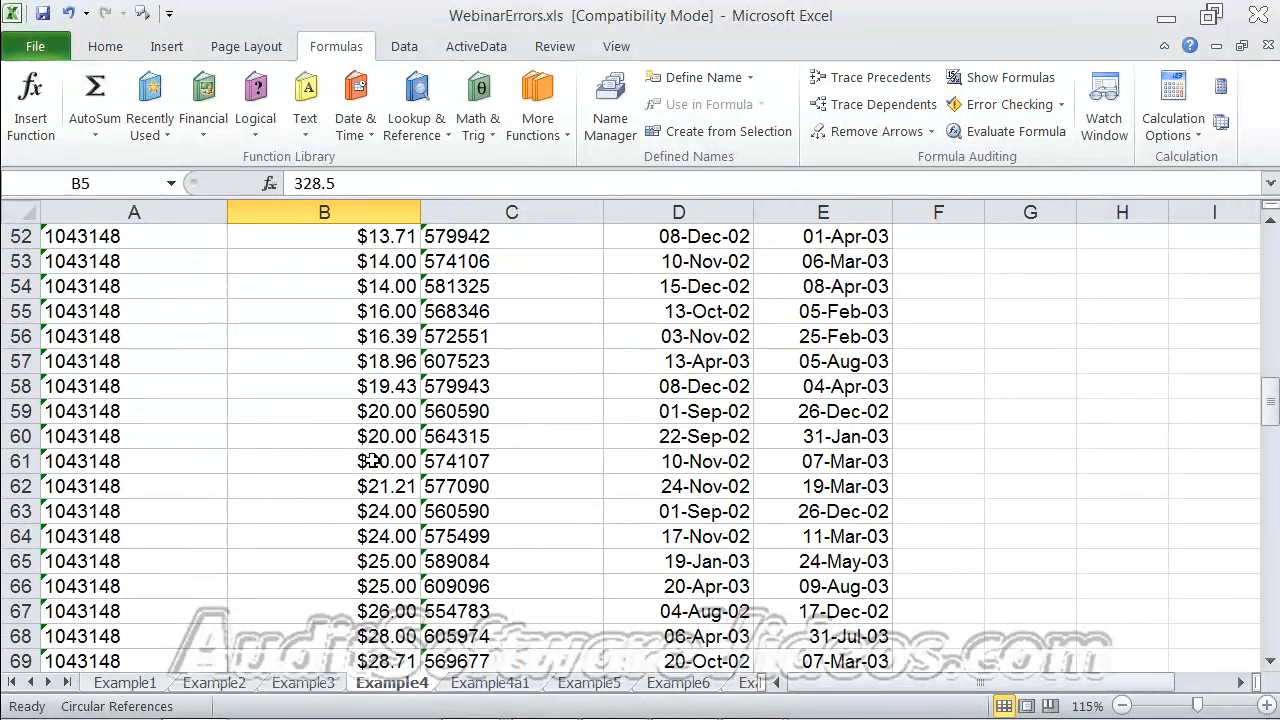 WebinarErrors.xls [Compatibility Mode] - Microsoft Excel
File Home Insert Page Layout Formulas Data ActiveData Review View
fx Σ θ
Insert Function AutoSum Recently Used Financial Logical Text Date & Time Lookup & Reference Math & Trig More Functions
Function Library
Name Manager
Define Name
Use in Formula
Create from Selection
Defined Names
Trace Precedents Show Formulas
Trace Dependents Error Checking
Remove Arrows Evaluate Formula
Formula Auditing
Watch Window
Calculation Options
Calculation
B5 fx 328.5
A B C D E F G H I
52 1043148 $13.71 579942 08-Dec-02 01-Apr-03
53 1043148 $14.00 574106 10-Nov-02 06-Mar-03
54 1043148 $14.00 581325 15-Dec-02 08-Apr-03
55 1043148 $16.00 568346 13-Oct-02 05-Feb-03
56 1043148 $16.39 572551 03-Nov-02 25-Feb-03
57 1043148 $18.96 607523 13-Apr-03 05-Aug-03
58 1043148 $19.43 579943 08-Dec-02 04-Apr-03
59 1043148 $20.00 560590 01-Sep-02 26-Dec-02
60 1043148 $20.00 564315 22-Sep-02 31-Jan-03
61 1043148 574107 10-Nov-02 07-Mar-03
62 1043148 $21.21 577090 24-Nov-02 19-Mar-03
63 1043148 $24.00 560590 01-Sep-02 26-Dec-02
64 1043148 $24.00 575499 17-Nov-02 11-Mar-03
65 1043148 $25.00 589084 19-Jan-03 24-May-03
66 1043148 $25.00 609096 20-Apr-03 09-Aug-03
67 1043148 $26.00 554783 04-Aug-02 17-Dec-02
68 1043148 $28.00 605974 06-Apr-03 31-Jul-03
69 1043148 $28.71 569677 20-Oct-02 07-Mar-03
AuditSoftwareVideos.com
Example1 Example2 Example3 Example4 Example4a1 Example5 Example6 Exa
Ready Circular References 115%